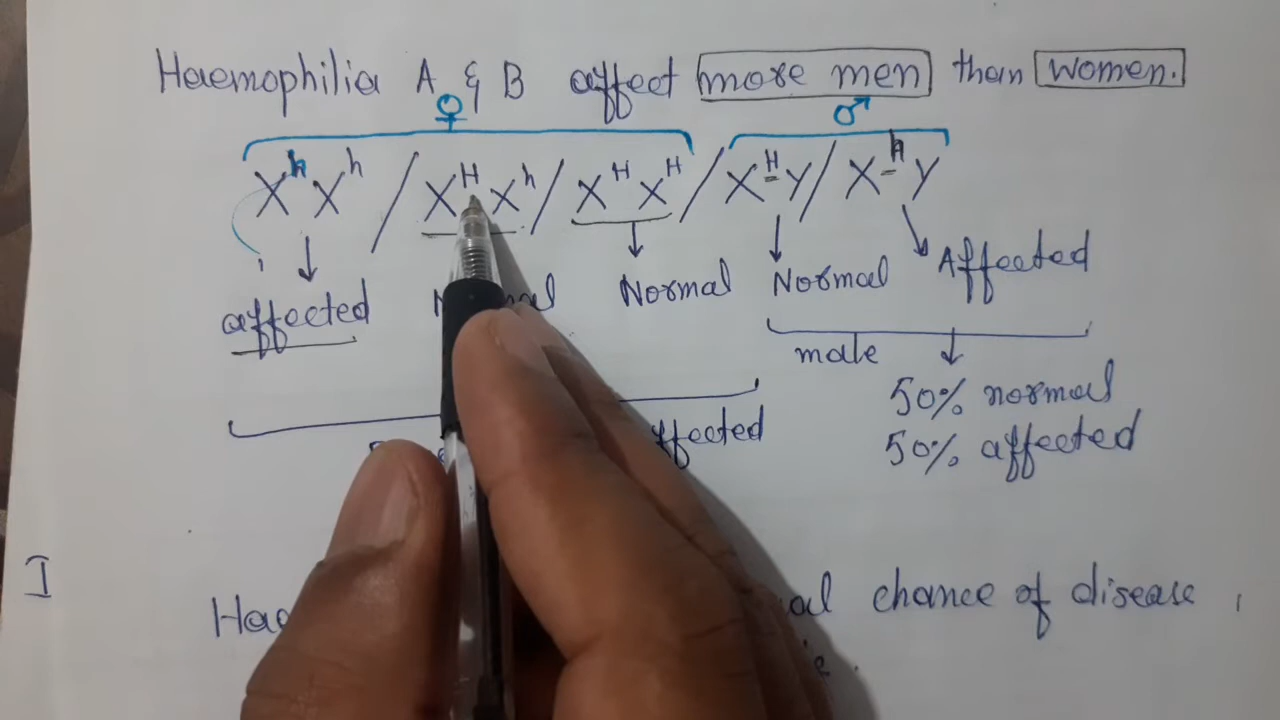 Haemophilia A & B affect more men than women.
♀ ♂
XʰXʰ / XᴴXʰ / XᴴXᴴ / XᴴY / XʰY
affected Normal Normal Affected
male
50% normal
50% affected
I
chance of disease